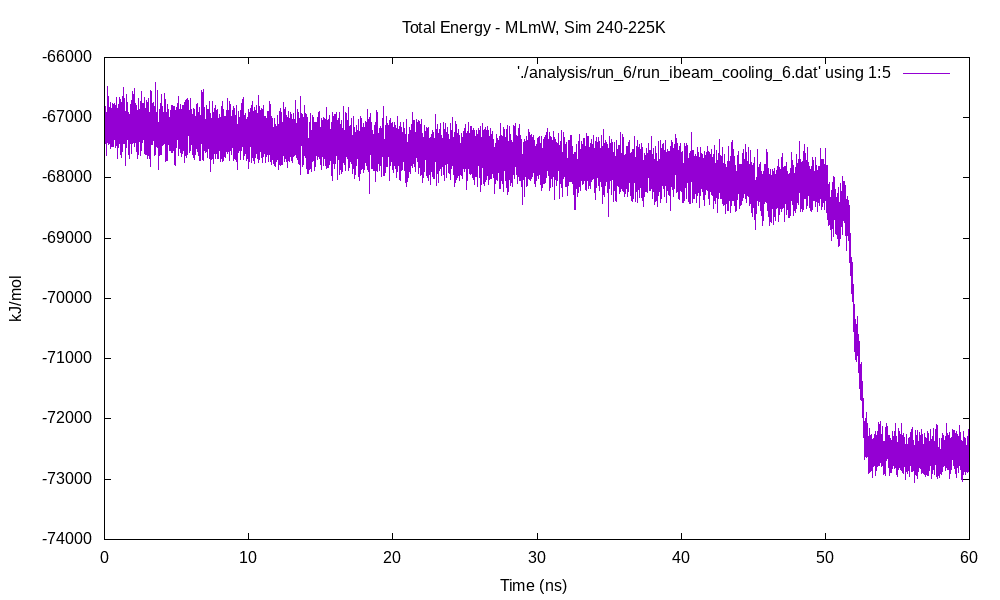 Total Energy - MLmW, Sim 240-225K
'./analysis/run_6/run_ibeam_cooling_6.dat' using 1:5
-66000
-67000
-68000
-69000
-70000
-71000
-72000
-73000
-74000
kJ/mol
0 10 20 30 40 50 60
Time (ns)